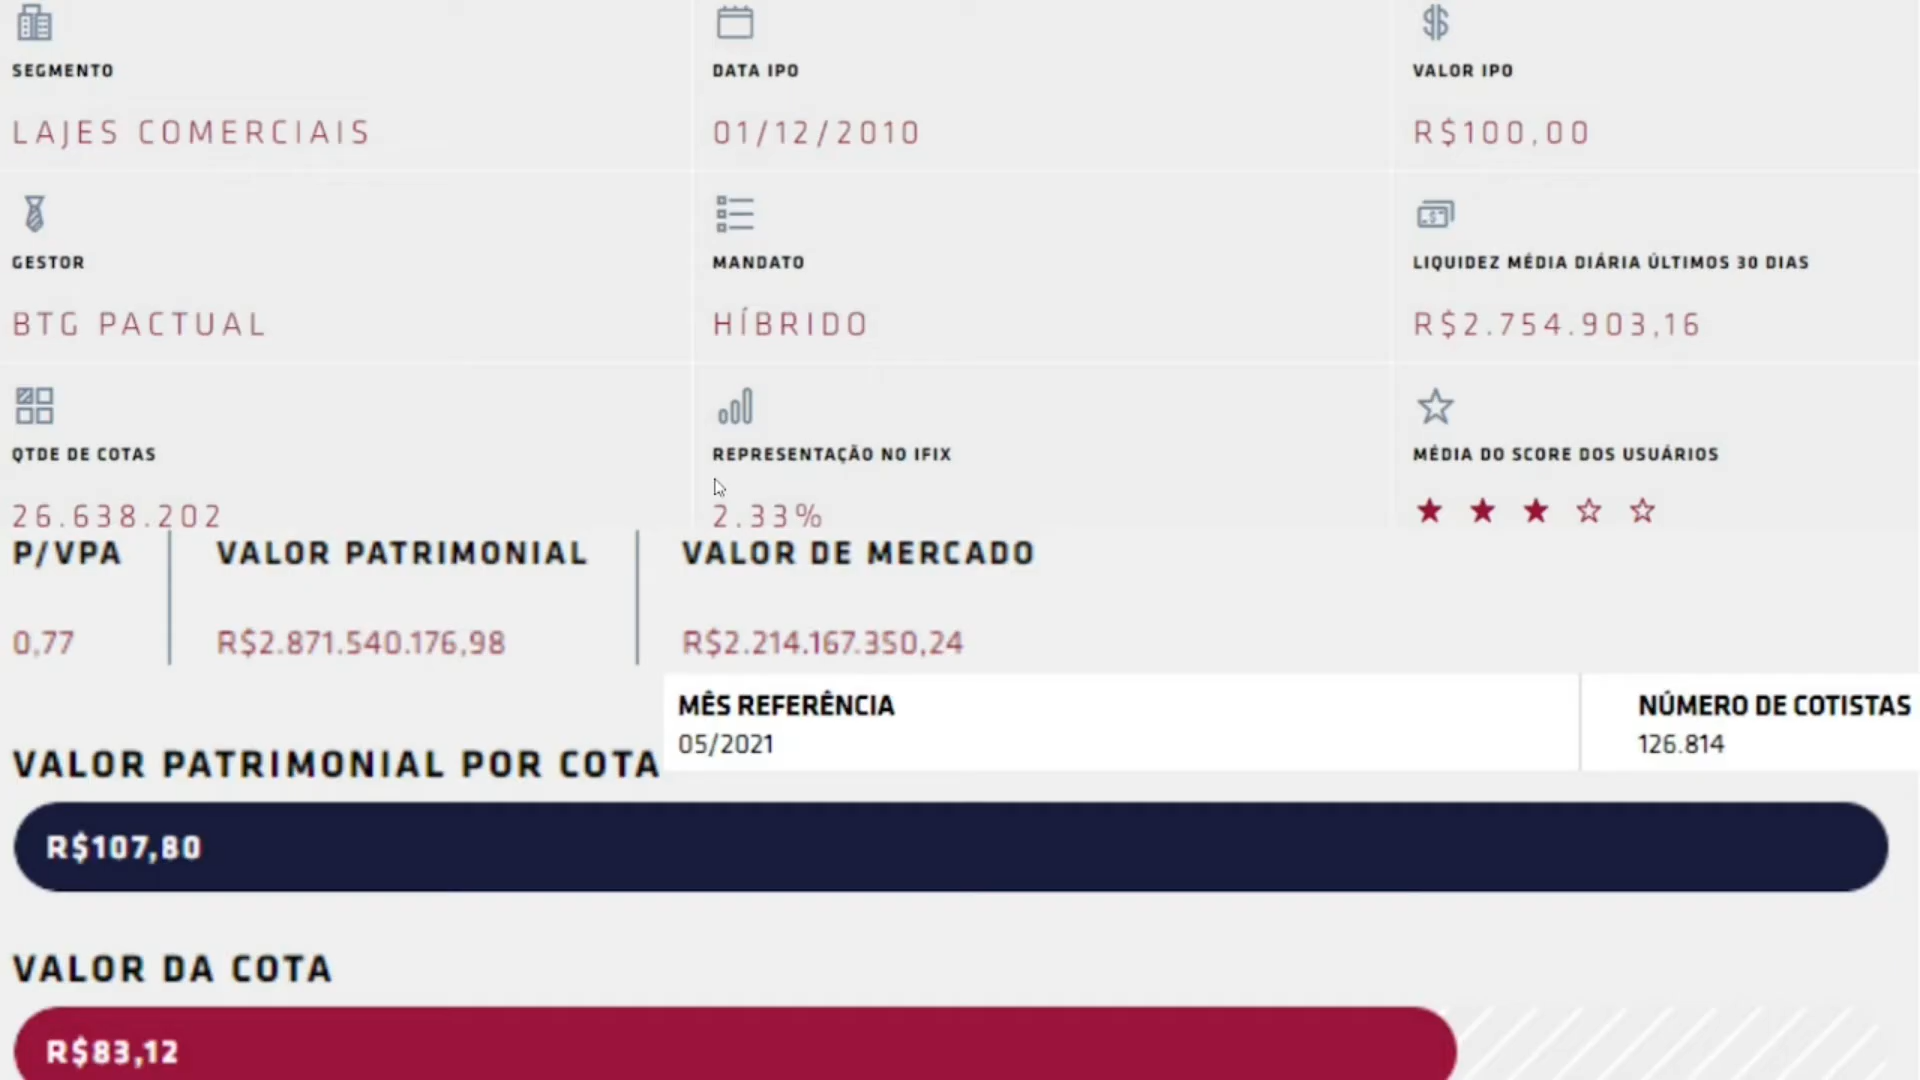 SEGMENTO
LAJES COMERCIAIS
DATA IPO
01/12/2010
VALOR IPO
R$100,00
GESTOR
BTG PACTUAL
MANDATO
HÍBRIDO
LIQUIDEZ MÉDIA DIÁRIA ÚLTIMOS 30 DIAS
R$2.754.903,16
QTDE DE COTAS
26.638.202
REPRESENTAÇÃO NO IFIX
2.33%
MÉDIA DO SCORE DOS USUÁRIOS
P/VPA
0,77
VALOR PATRIMONIAL
R$2.871.540.176,98
VALOR DE MERCADO
R$2.214.167.350,24
MÊS REFERÊNCIA
05/2021
NÚMERO DE COTISTAS
126.814
VALOR PATRIMONIAL POR COTA
R$107,80
VALOR DA COTA
R$83,12